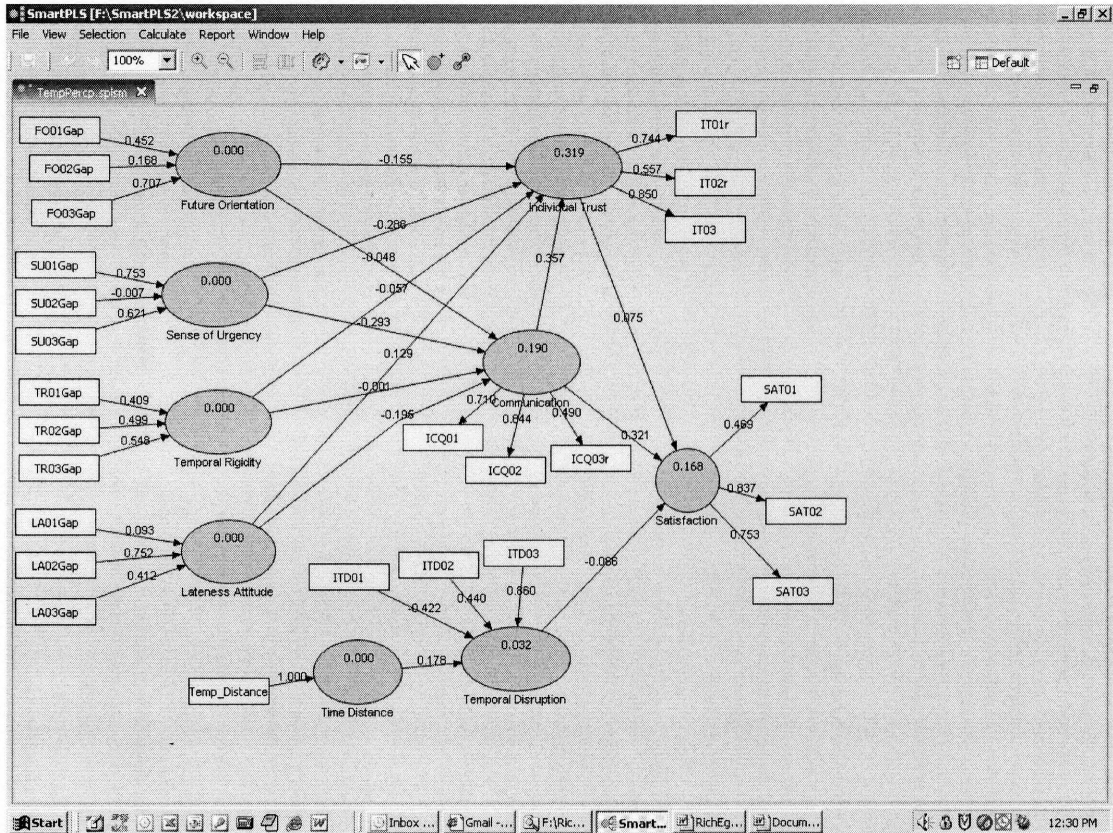 SmartPLS [F:\SmartPLS2\workspace]
File View Selection Calculate Report Window Help
100%
Default
TempPercp.splsm
FO01Gap
0.452
FO02Gap
0.168
FO03Gap
0.707
0.000
Future Orientation
-0.155
0.319
Individual Trust
0.744
IT01r
0.557
IT02r
0.850
IT03
SU01Gap
0.753
SU02Gap
-0.007
SU03Gap
0.621
0.000
Sense of Urgency
-0.286
-0.048
-0.057
0.357
-0.293
0.129
0.075
TR01Gap
0.409
TR02Gap
0.499
TR03Gap
0.548
0.000
Temporal Rigidity
-0.001
-0.195
0.190
Communication
0.710
0.644
0.490
ICQ01
ICQ02
ICQ03r
0.321
0.168
Satisfaction
SAT01
0.469
0.837
SAT02
0.753
SAT03
LA01Gap
0.093
LA02Gap
0.752
LA03Gap
0.412
0.000
Lateness Attitude
ITD01
ITD02
ITD03
-0.422
0.440
0.860
-0.086
0.032
Temporal Disruption
0.178
0.000
Time Distance
1.000
Temp_Distance
Start
Inbox ...
Gmail -...
F:\Ric...
Smart...
RichEg...
Docum...
12:30 PM